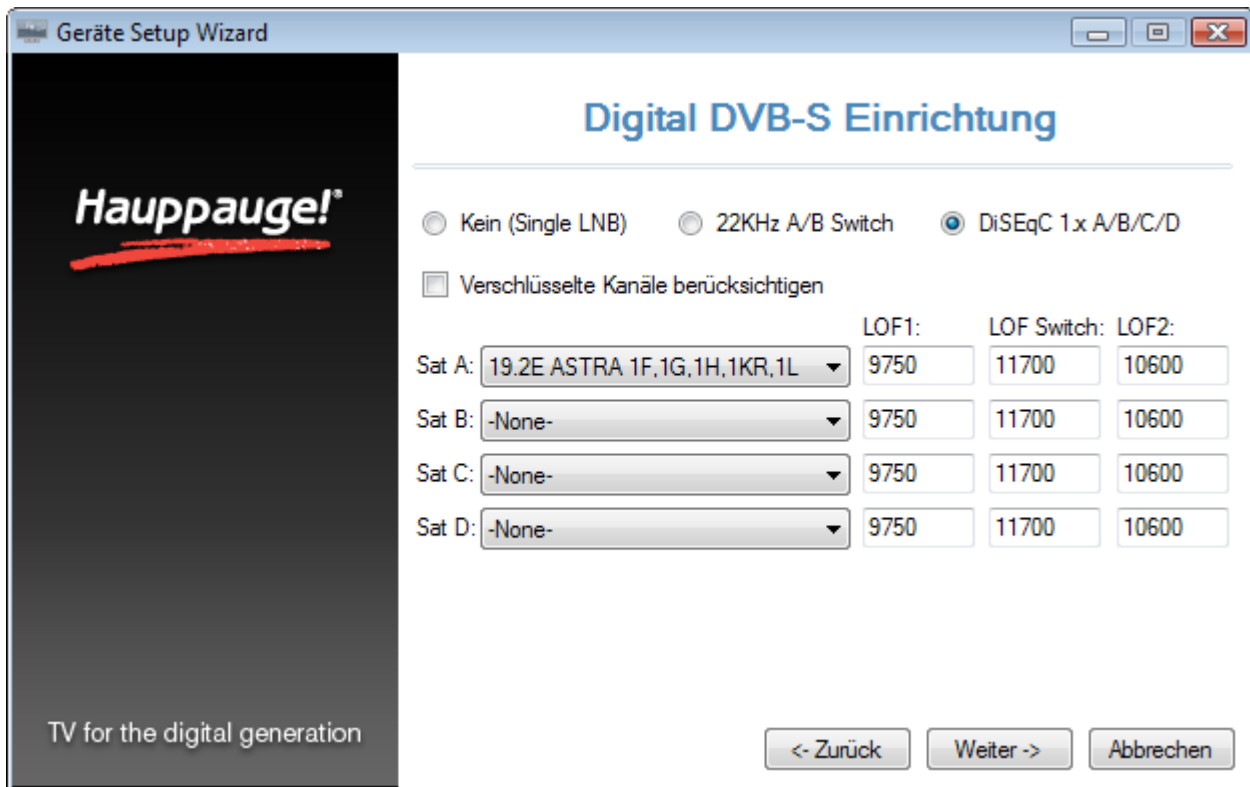 Geräte Setup Wizard
Hauppauge!®
TV for the digital generation
Digital DVB-S Einrichtung
Kein (Single LNB) 22KHz A/B Switch DiSEqC 1.x A/B/C/D
Verschlüsselte Kanäle berücksichtigen
LOF1: LOF Switch: LOF2:
Sat A: 19.2E ASTRA 1F,1G,1H,1KR,1L 9750 11700 10600
Sat B: -None- 9750 11700 10600
Sat C: -None- 9750 11700 10600
Sat D: -None- 9750 11700 10600
<- Zurück Weiter -> Abbrechen